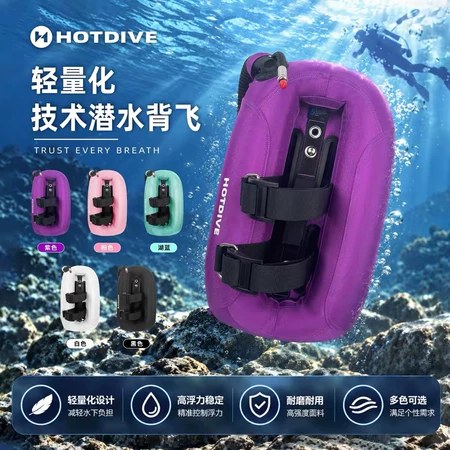 HOTDIVE
轻量化
技术潜水背飞
TRUST EVERY BREATH
紫色
粉色
湖蓝
白色
黑色
HOTDIVE
轻量化设计
减轻水下负担
高浮力稳定
精准控制浮力
耐磨耐用
高强度面料
多色可选
满足个性需求